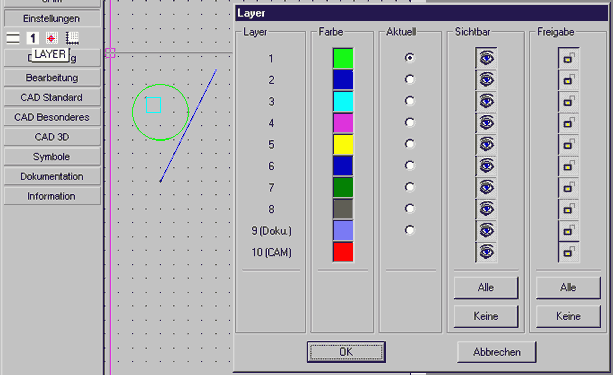 Einstellungen
1
LAYER
Bearbeitung
CAD Standard
CAD Besonderes
CAD 3D
Symbole
Dokumentation
Information
Layer
Layer Farbe Aktuell Sichtbar Freigabe
1
2
3
4
5
6
7
8
9 (Doku.)
10 (CAM)
Alle Alle
Keine Keine
OK Abbrechen